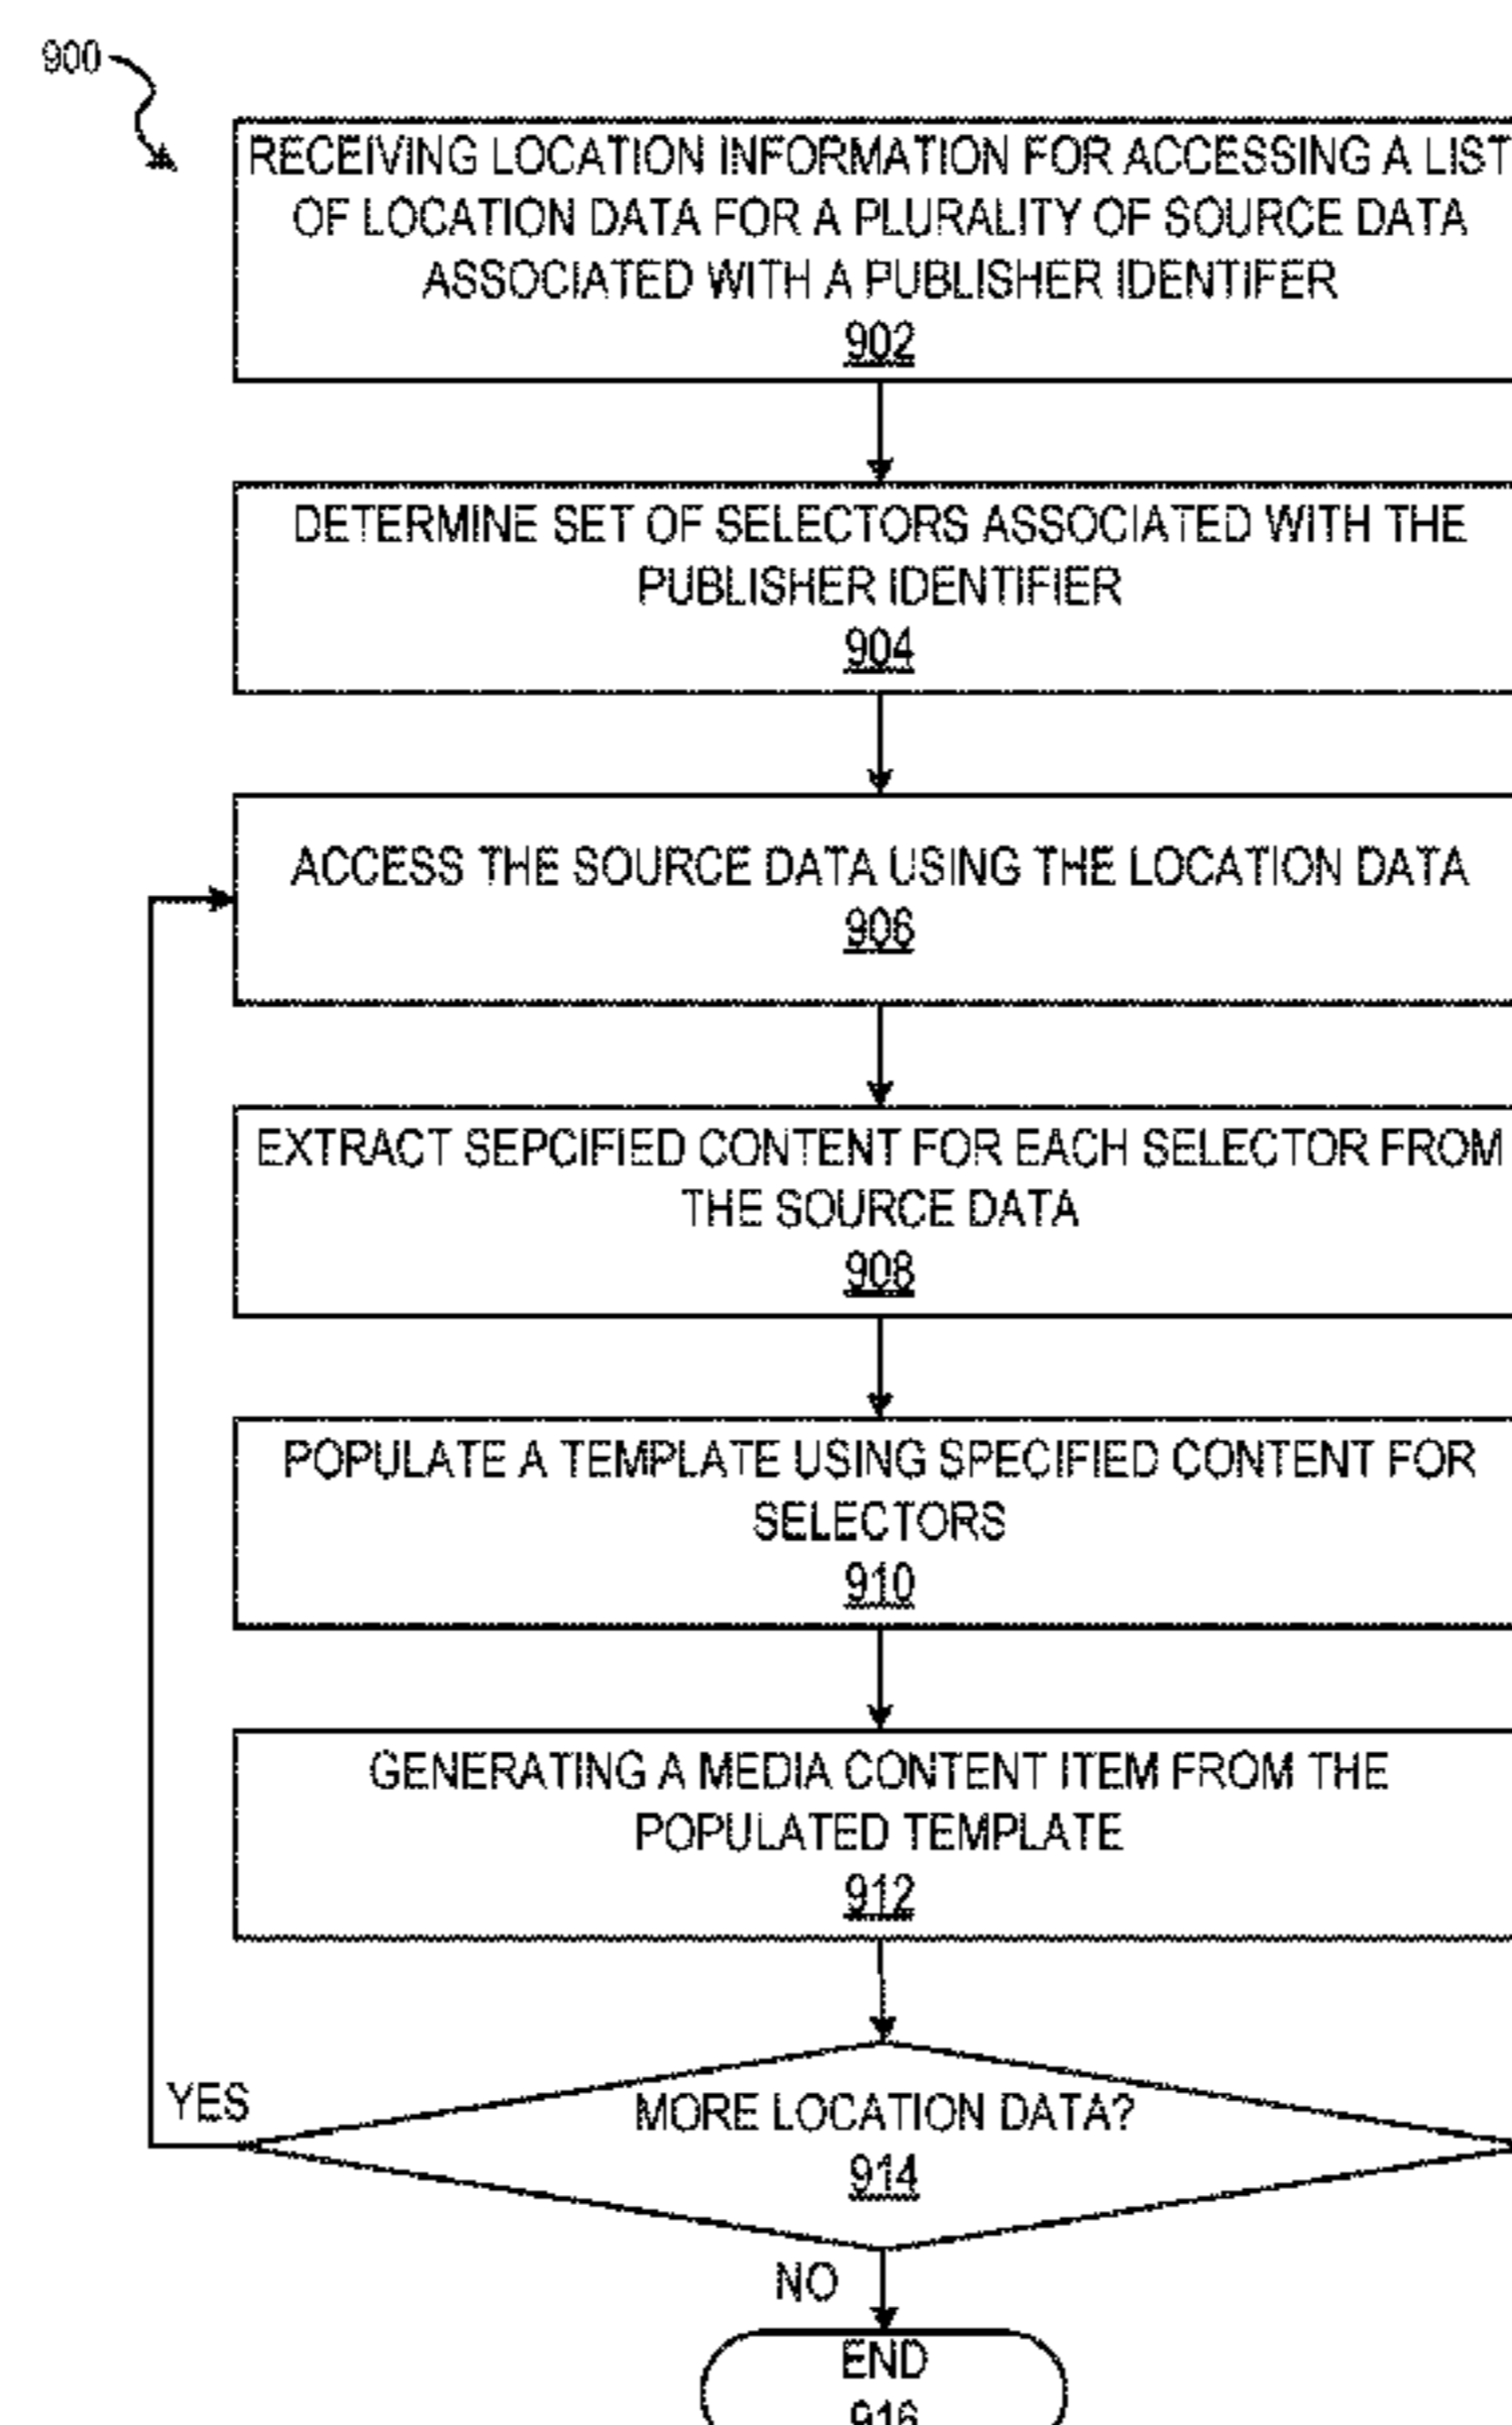 900
RECEIVING LOCATION INFORMATION FOR ACCESSING A LIST
OF LOCATION DATA FOR A PLURALITY OF SOURCE DATA
ASSOCIATED WITH A PUBLISHER IDENTIFER
902
DETERMINE SET OF SELECTORS ASSOCIATED WITH THE
PUBLISHER IDENTIFIER
904
ACCESS THE SOURCE DATA USING THE LOCATION DATA
906
EXTRACT SEPCIFIED CONTENT FOR EACH SELECTOR FROM
THE SOURCE DATA
908
POPULATE A TEMPLATE USING SPECIFIED CONTENT FOR
SELECTORS
910
GENERATING A MEDIA CONTENT ITEM FROM THE
POPULATED TEMPLATE
912
YES
MORE LOCATION DATA?
914
NO
END
916